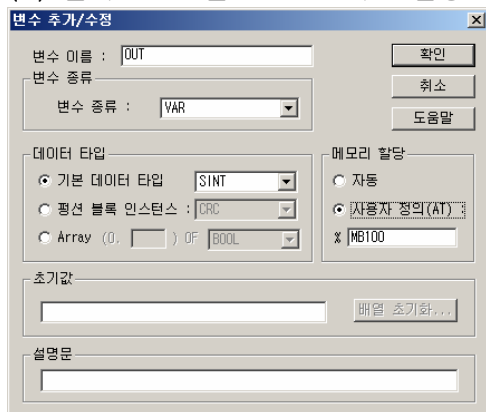 변수 추가/수정
변수 이름 : OUT
확인
변수 종류
취소
변수 종류 : VAR
도움말
데이터 타입
메모리 할당
기본 데이터 타입 SINT
자동
펑션 블록 인스턴스 : CRC
사용자 정의(AT) :
Array (0. ) OF BOOL
% MB100
초기값
배열 초기화...
설명문